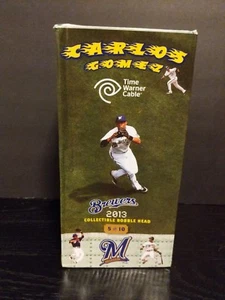 CARLOS
GOMEZ
Time
Warner
Cable
Brewers
2013
COLLECTIBLE BOBBLE HEAD
M